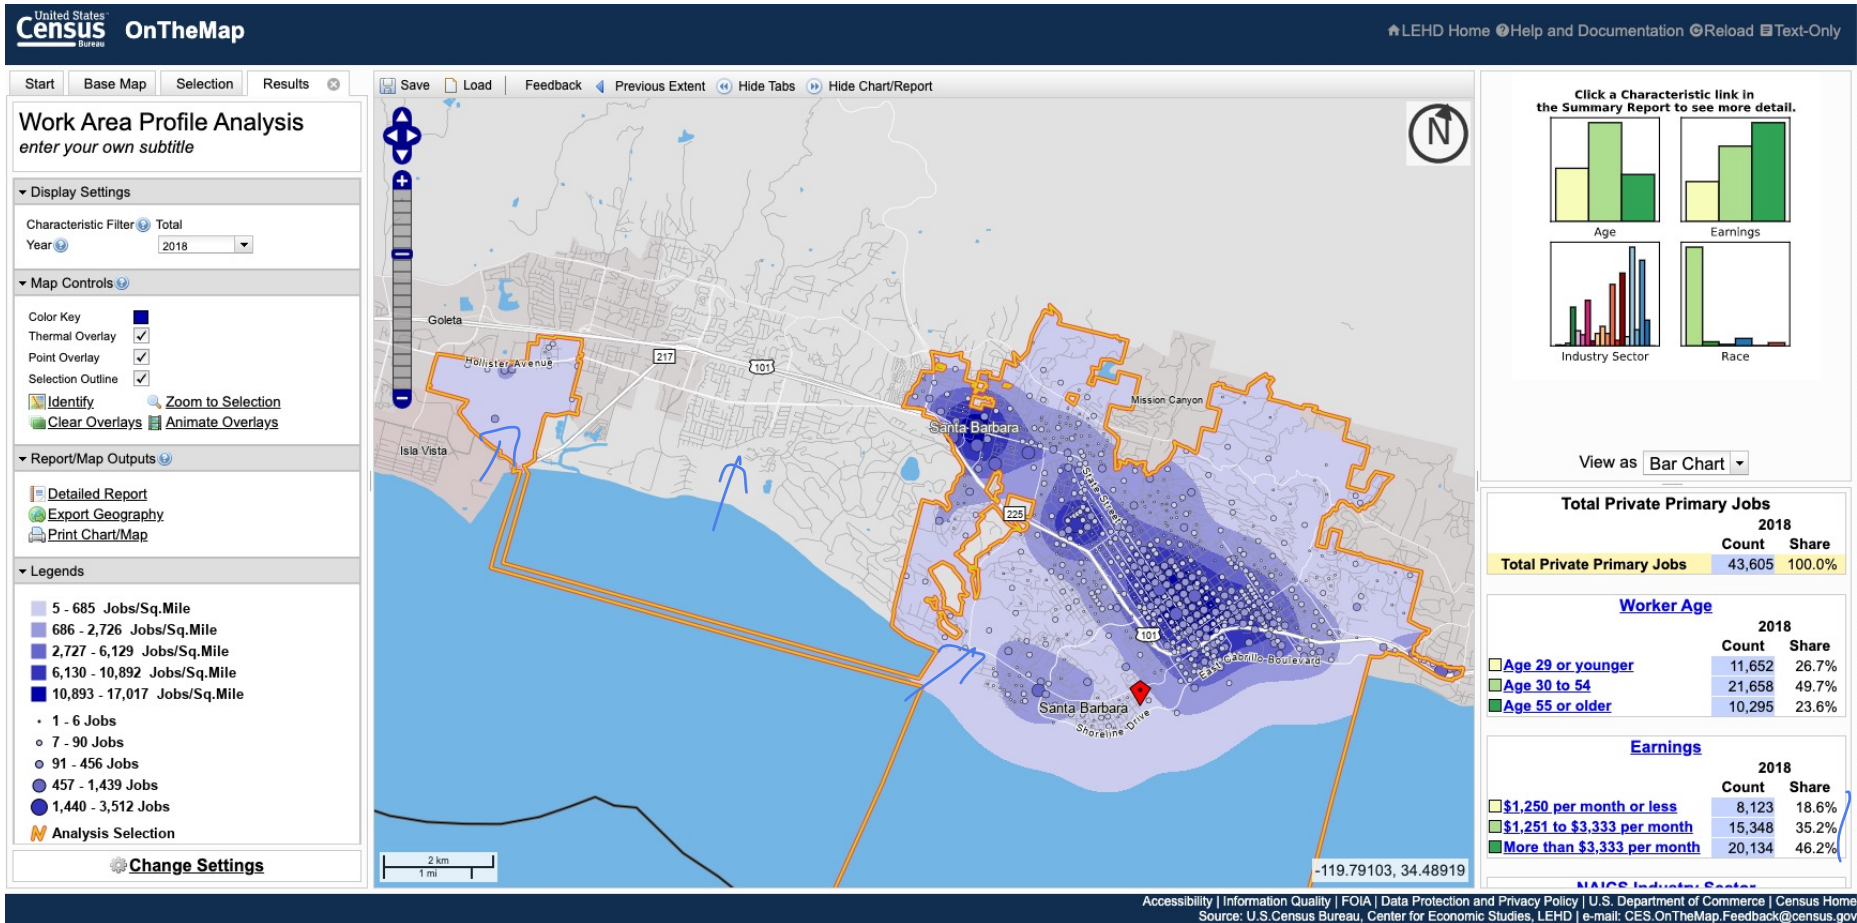 United States
Census
Bureau
OnTheMap
LEHD Home Help and Documentation Reload Text-Only
Start Base Map Selection Results
Save Load Feedback Previous Extent Hide Tabs Hide Chart/Report
Work Area Profile Analysis
enter your own subtitle
Display Settings
Characteristic Filter Total
Year 2018
Map Controls
Color Key
Thermal Overlay
Point Overlay
Selection Outline
Identify Zoom to Selection
Clear Overlays Animate Overlays
Report/Map Outputs
Detailed Report
Export Geography
Print Chart/Map
Legends
5 - 685 Jobs/Sq.Mile
686 - 2,726 Jobs/Sq.Mile
2,727 - 6,129 Jobs/Sq.Mile
6,130 - 10,892 Jobs/Sq.Mile
10,893 - 17,017 Jobs/Sq.Mile
1 - 6 Jobs
7 - 90 Jobs
91 - 456 Jobs
457 - 1,439 Jobs
1,440 - 3,512 Jobs
Analysis Selection
Change Settings
N
Goleta
Hollister Avenue
217
101
Mission Canyon
Santa Barbara
Isla Vista
State Street
225
101
East Cabrillo Boulevard
Santa Barbara
Shoreline Drive
2 km
1 mi
-119.79103, 34.48919
Click a Characteristic link in
the Summary Report to see more detail.
Age Earnings
Industry Sector Race
View as Bar Chart
Total Private Primary Jobs
2018
Count Share
Total Private Primary Jobs 43,605 100.0%
Worker Age
2018
Count Share
Age 29 or younger 11,652 26.7%
Age 30 to 54 21,658 49.7%
Age 55 or older 10,295 23.6%
Earnings
2018
Count Share
$1,250 per month or less 8,123 18.6%
$1,251 to $3,333 per month 15,348 35.2%
More than $3,333 per month 20,134 46.2%
NAICS Industry Sector
Accessibility | Information Quality | FOIA | Data Protection and Privacy Policy | U.S. Department of Commerce | Census Home
Source: U.S.Census Bureau, Center for Economic Studies, LEHD | e-mail: CES.OnTheMap.Feedback@census.gov